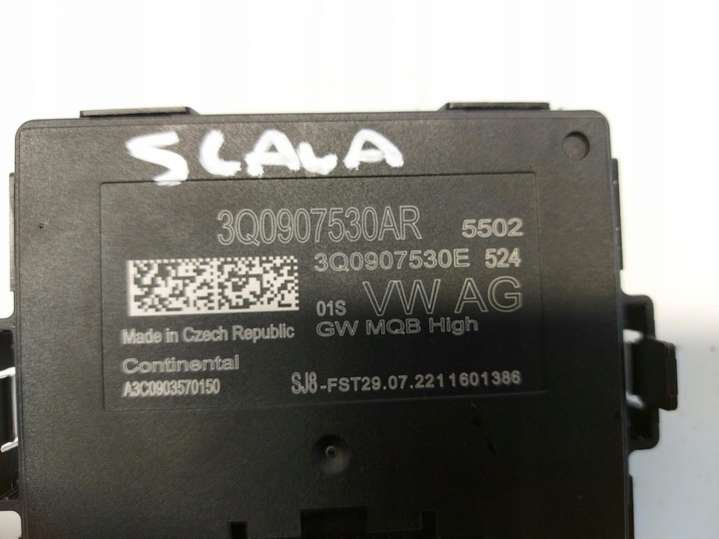 SCALA
3Q0907530AR 5502
3Q0907530E 524
01S VW AG
Made in Czech Republic GW MQB High
Continental
A3C0903570150 SJ8-FST29.07.2211601386